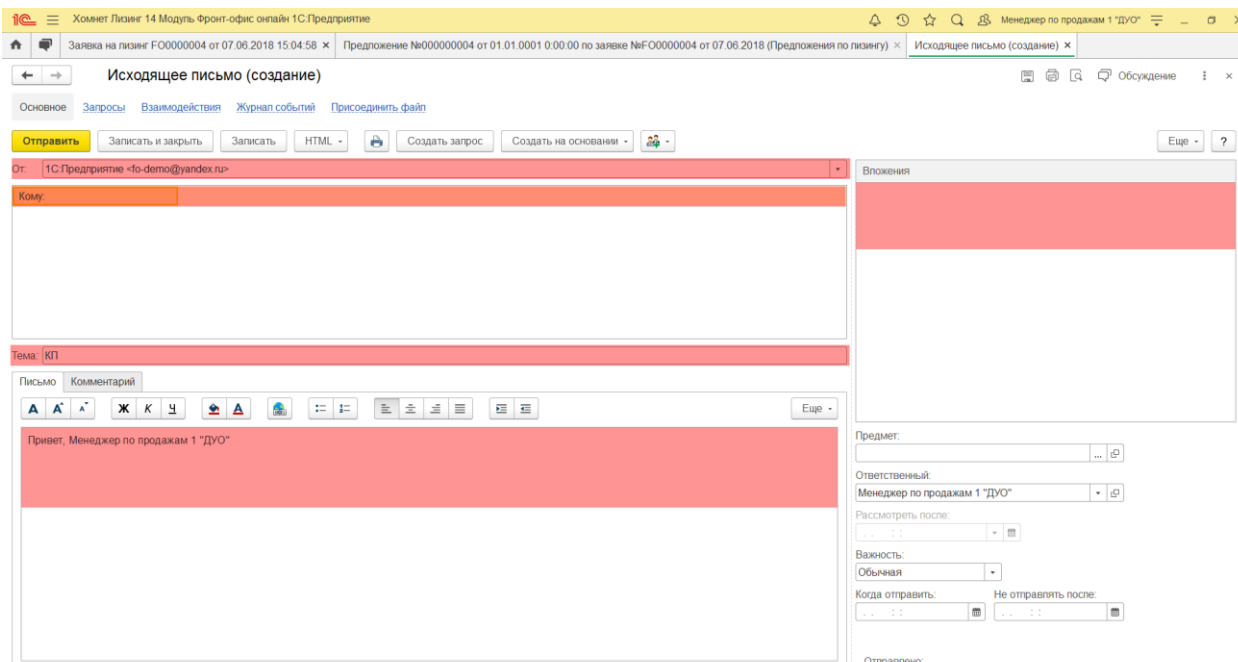 1С Хомнет Лизинг 14 Модуль Фронт-офис онлайн 1С:Предприятие Менеджер по продажам 1 "ДУО"
Заявка на лизинг FO0000004 от 07.06.2018 15:04:58 × Предложение №000000004 от 01.01.0001 0:00:00 по заявке №FO0000004 от 07.06.2018 (Предложения по лизингу) × Исходящее письмо (создание) ×
Исходящее письмо (создание) Обсуждение
Основное Запросы Взаимодействия Журнал событий Присоединить файл
Отправить Записать и закрыть Записать HTML Создать запрос Создать на основании Еще ?
От: 1С:Предприятие <fo-demo@yandex.ru>
Вложения
Кому:
Тема: КП
Письмо Комментарий
А А А Ж К Ч А Еще
Привет, Менеджер по продажам 1 "ДУО"
Предмет:
...
Ответственный:
Менеджер по продажам 1 "ДУО"
Рассмотреть после:
. . : :
Важность:
Обычная
Когда отправить: Не отправлять после:
. . : : . . : :
Отправлено: